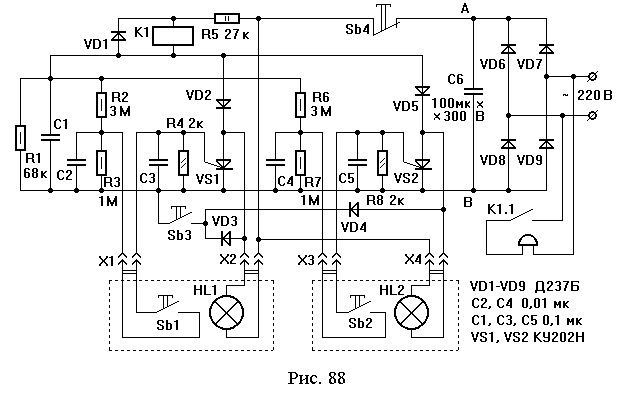 A
K1
VD1
R5 27к
Sb4
VD6
VD7
C6
100мк ×
× 300 В
~ 220 В
R2
3М
VD2
R6
3М
VD5
C1
R4 2к
R1
68к
C2
R3
1М
C3
VS1
C4
R7
1М
C5
VS2
R8 2к
VD8
VD9
B
K1.1
Sb3
VD3
VD4
X1
X2
X3
X4
HL1
HL2
Sb1
Sb2
VD1-VD9 Д237Б
C2, C4 0,01 мк
C1, C3, C5 0,1 мк
VS1, VS2 КУ202Н
Рис. 88